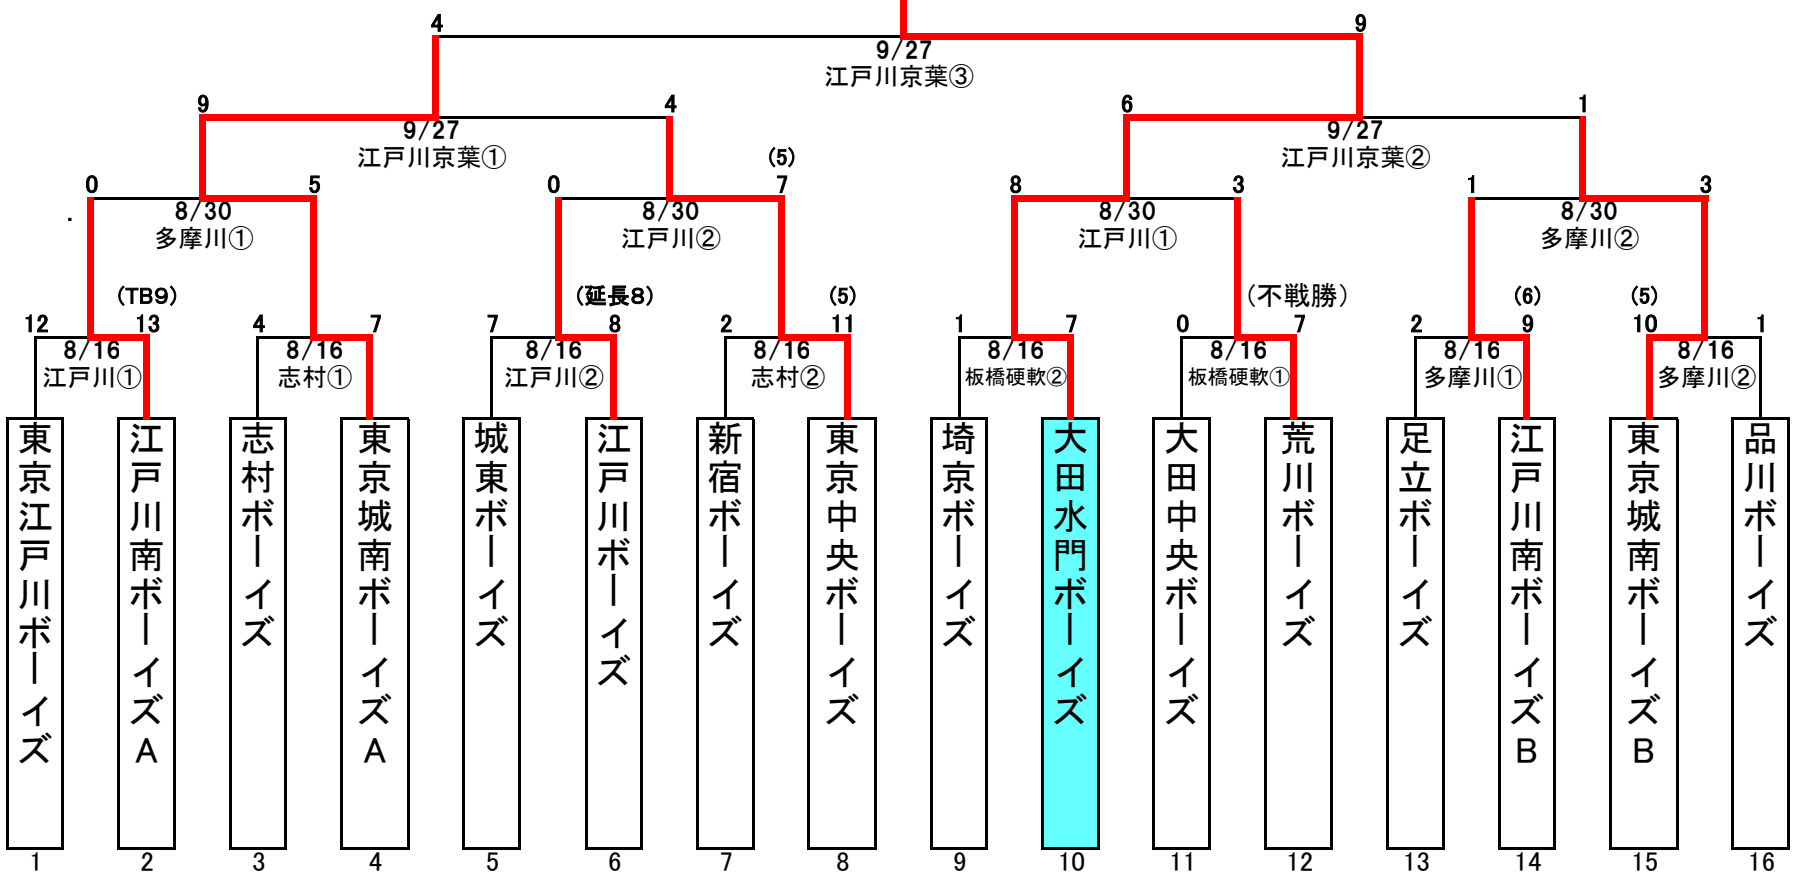 4 9
9/27
江戸川京葉③
9 4 6 1
9/27 9/27
江戸川京葉① 江戸川京葉②
(5)
0 5 0 7 8 3 1 3
8/30 8/30 8/30 8/30
多摩川① 江戸川② 江戸川① 多摩川②
(TB9) (延長8) (5) (不戦勝) (6) (5)
12 13 4 7 7 8 2 11 1 7 0 7 2 9 10 1
8/16 8/16 8/16 8/16 8/16 8/16 8/16 8/16
江戸川① 志村① 江戸川② 志村② 板橋硬軟② 板橋硬軟① 多摩川① 多摩川②
東京江戸川ボーイズ
江戸川南ボーイズA
志村ボーイズ
東京城南ボーイズA
城東ボーイズ
江戸川ボーイズ
新宿ボーイズ
東京中央ボーイズ
埼京ボーイズ
大田水門ボーイズ
大田中央ボーイズ
荒川ボーイズ
足立ボーイズ
江戸川南ボーイズB
東京城南ボーイズB
品川ボーイズ
1 2 3 4 5 6 7 8 9 10 11 12 13 14 15 16